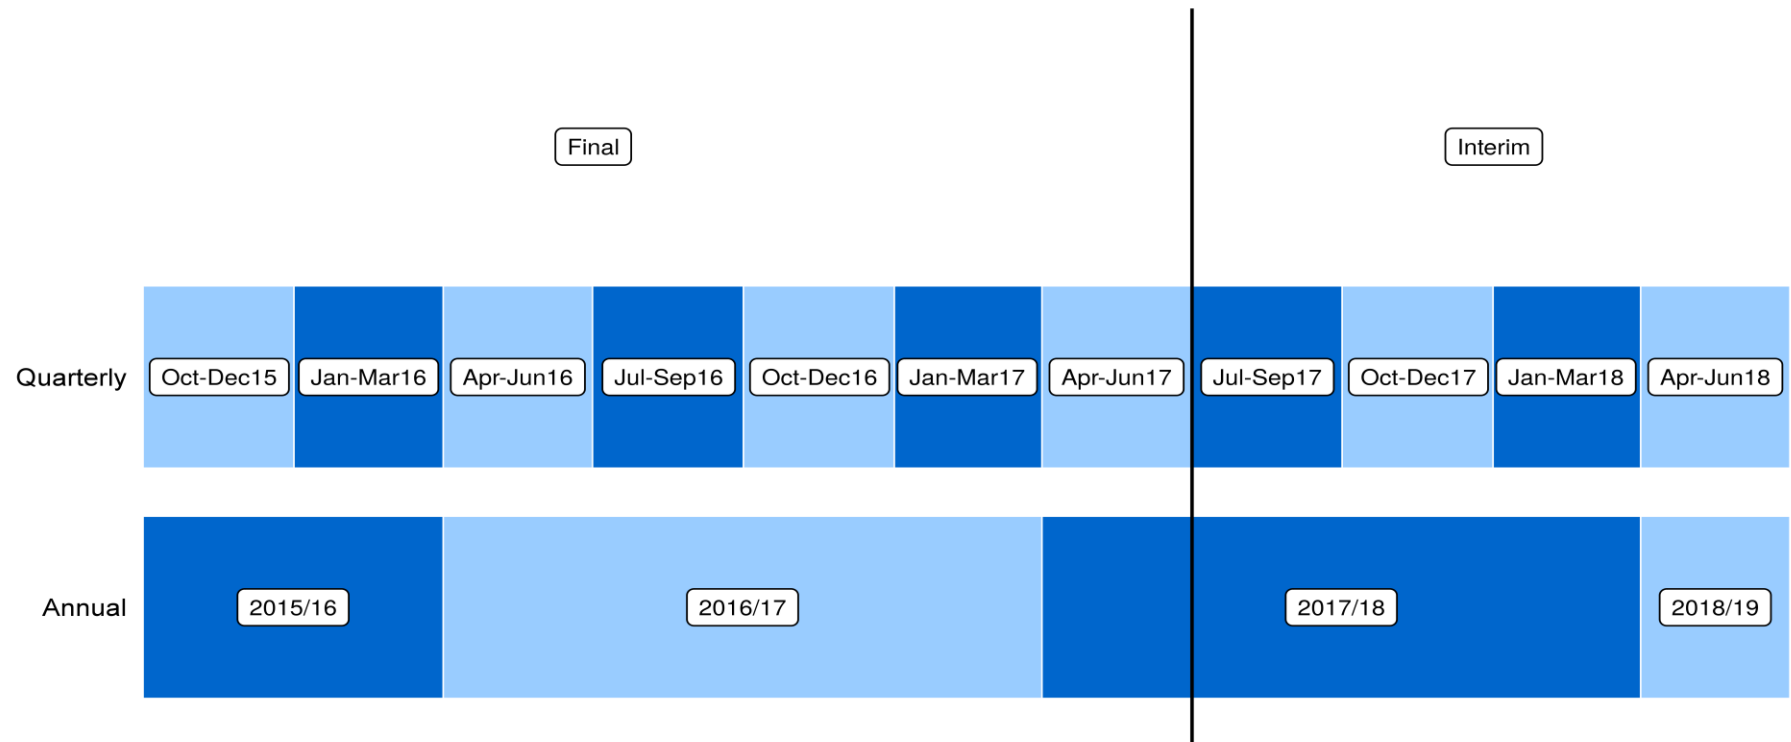 Final
Interim
Quarterly Oct-Dec15 Jan-Mar16 Apr-Jun16 Jul-Sep16 Oct-Dec16 Jan-Mar17 Apr-Jun17 Jul-Sep17 Oct-Dec17 Jan-Mar18 Apr-Jun18
Annual 2015/16 2016/17 2017/18 2018/19